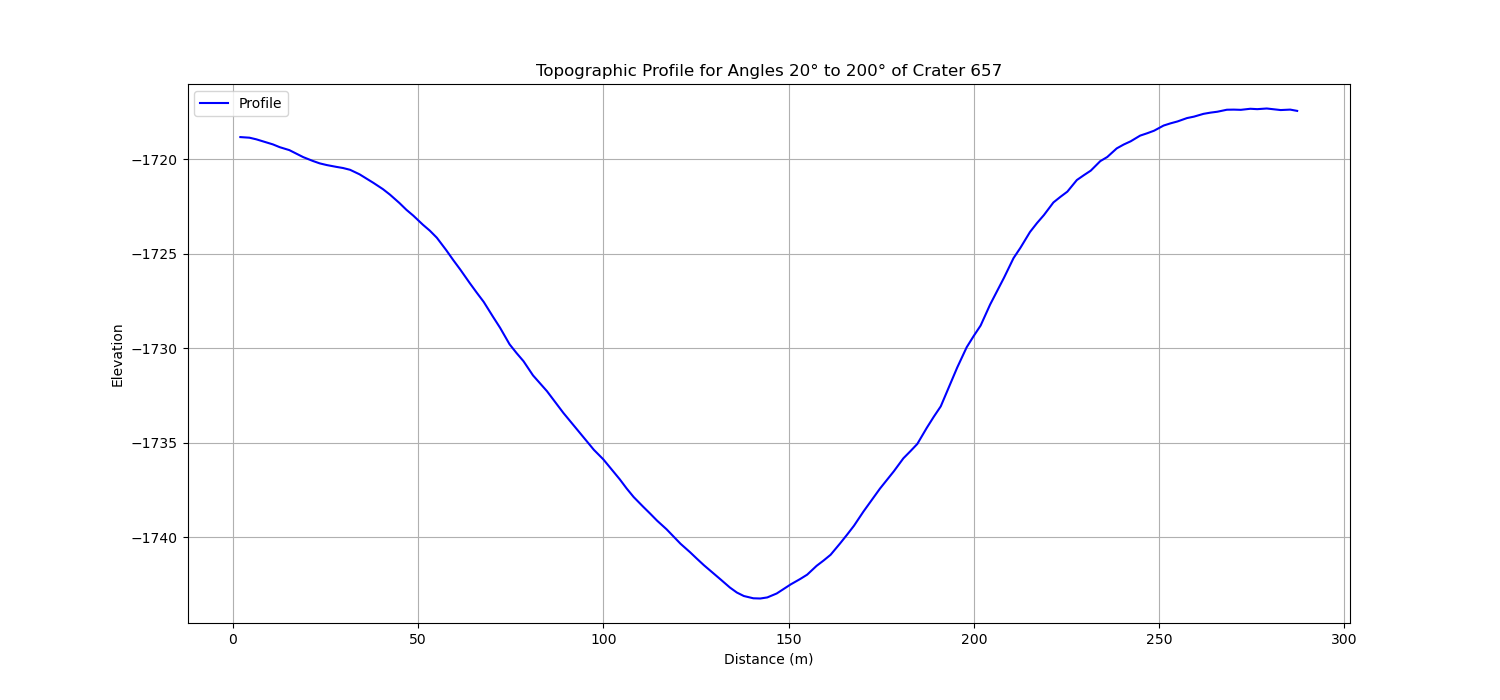 Topographic Profile for Angles 20° to 200° of Crater 657
Profile
−1720
−1725
−1730
−1735
−1740
Elevation
0 50 100 150 200 250 300
Distance (m)